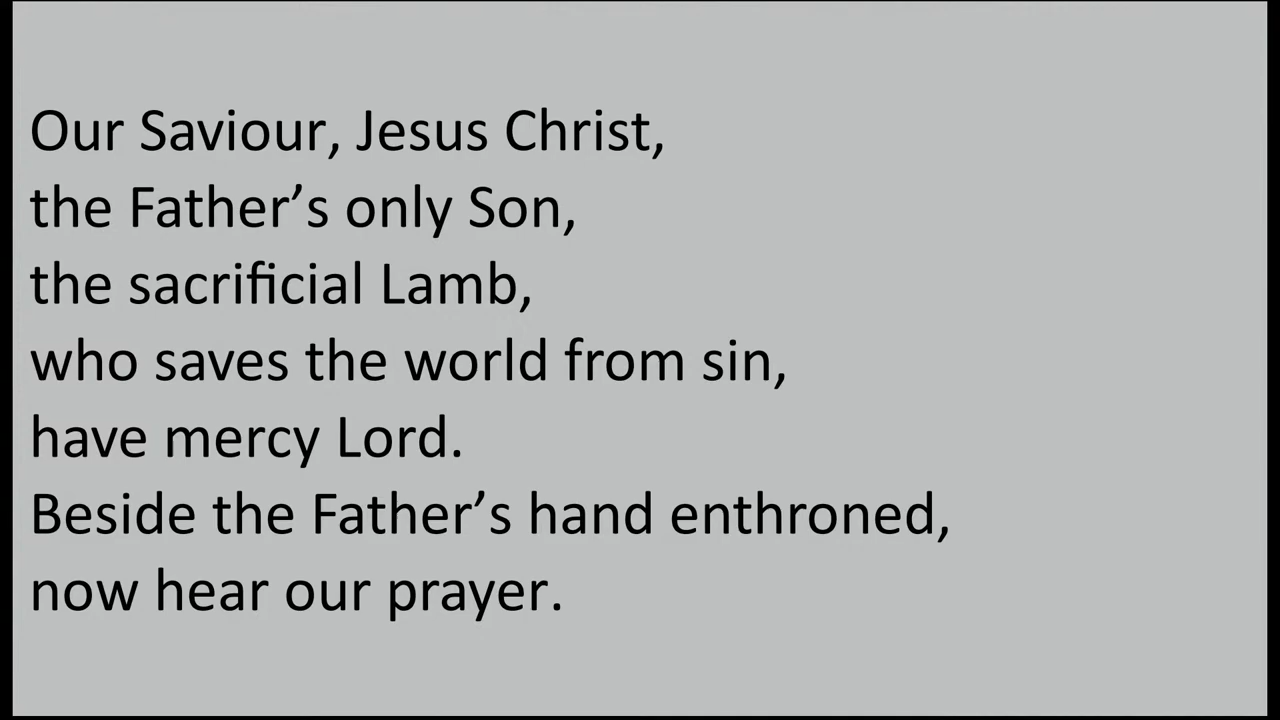 Our Saviour, Jesus Christ,
the Father’s only Son,
the sacrificial Lamb,
who saves the world from sin,
have mercy Lord.
Beside the Father’s hand enthroned,
now hear our prayer.